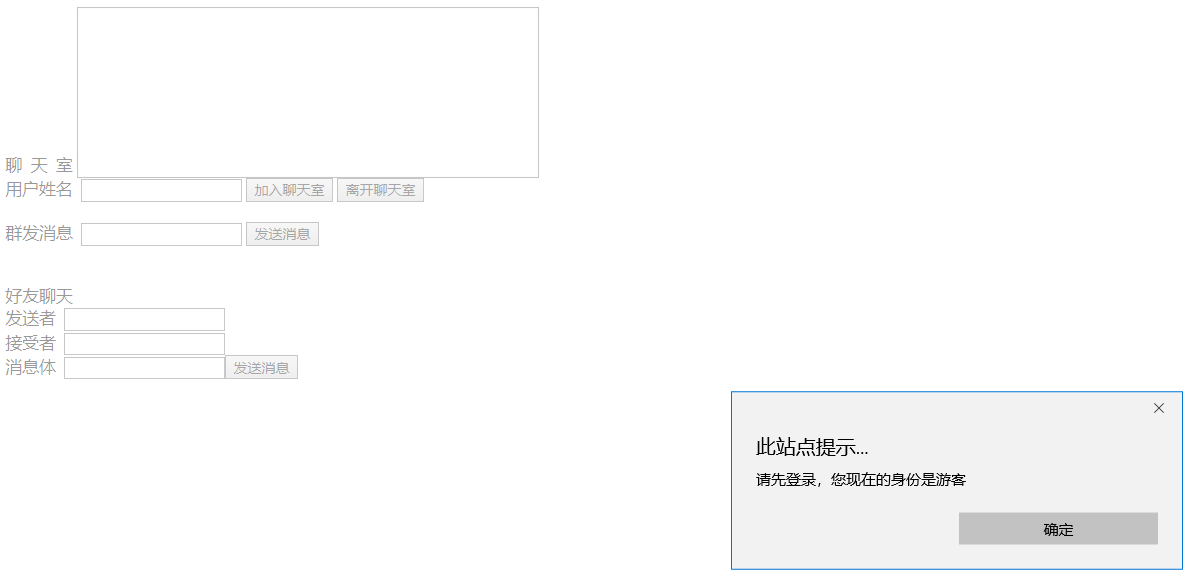 聊 天 室
用户姓名 加入聊天室 离开聊天室
群发消息 发送消息
好友聊天
发送者
接受者
消息体 发送消息
此站点提示...
请先登录，您现在的身份是游客
确定